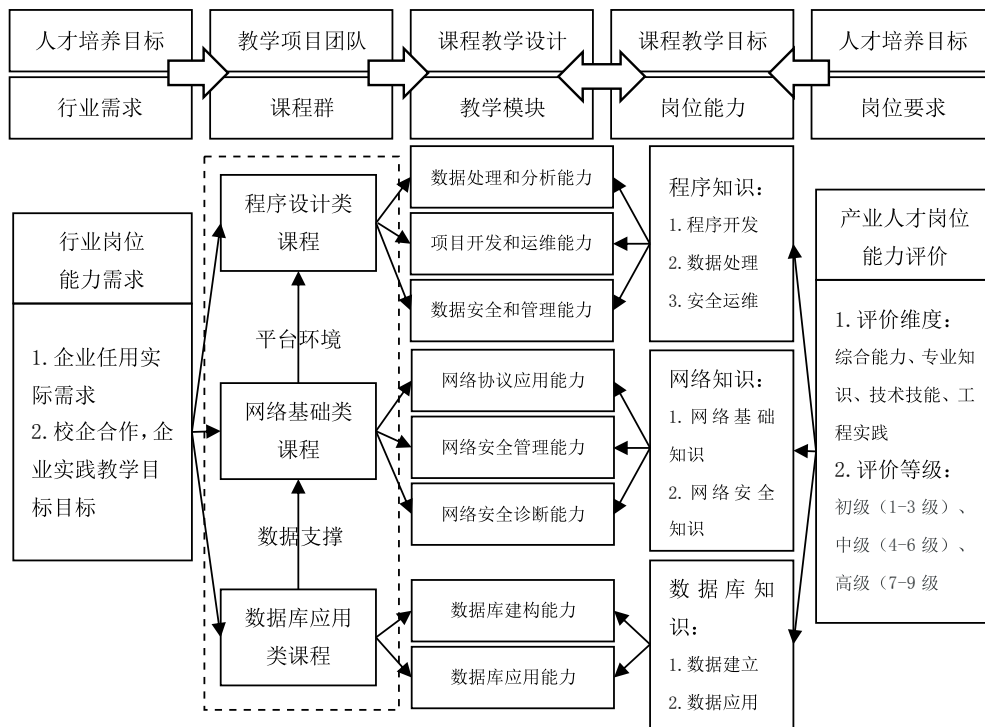 人才培养目标
教学项目团队
课程教学设计
课程教学目标
人才培养目标
行业需求
课程群
教学模块
岗位能力
岗位要求
行业岗位
能力需求
1. 企业任用实
际需求
2. 校企合作，企
业实践教学目
标目标
程序设计类
课程
平台环境
网络基础类
课程
数据支撑
数据库应用
类课程
数据处理和分析能力
项目开发和运维能力
数据安全和管理能力
网络协议应用能力
网络安全管理能力
网络安全诊断能力
数据库建构能力
数据库应用能力
程序知识：
1. 程序开发
2. 数据处理
3. 安全运维
网络知识：
1. 网络基础
知识
2. 网络安全
知识
数据库知
识：
1. 数据建立
2. 数据应用
产业人才岗位
能力评价
1. 评价维度：
综合能力、专业知
识、技术技能、工
程实践
2. 评价等级：
初级（1-3 级）、
中级（4-6 级）、
高级（7-9 级